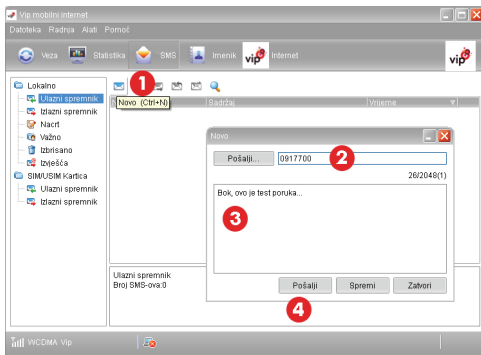 Vip mobilni internet
Datoteka Radnja Alati Pomoć
Veza Statistika SMS Imenik vip Internet vip
Lokalno
Ulazni spremnik
Izlazni spremnik
Nacrt
Važno
Izbrisano
Izvješća
SIM/USIM Kartica
Ulazni spremnik
Izlazni spremnik
1
Novo (Ctrl+N)
Sadržaj Vrijeme
Novo
Pošalji... 0917700 2
26/2048(1)
Bok, ovo je test poruka...
3
Pošalji Spremi Zatvori
4
Ulazni spremnik
Broj SMS-ova:0
WCDMA Vip